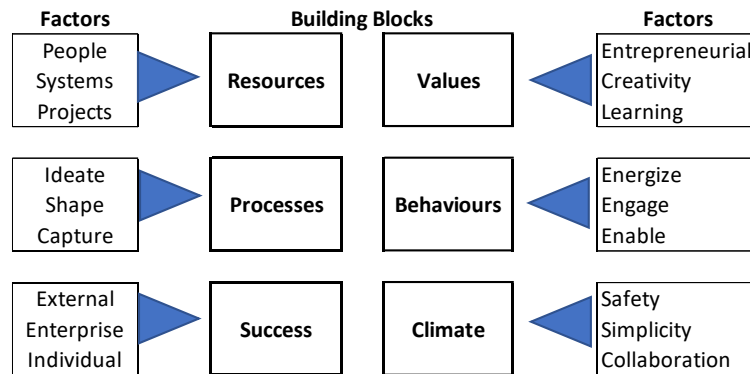 Factors
Building Blocks
Factors
People
Systems
Projects
Resources
Values
Entrepreneurial
Creativity
Learning
Ideate
Shape
Capture
Processes
Behaviours
Energize
Engage
Enable
External
Enterprise
Individual
Success
Climate
Safety
Simplicity
Collaboration